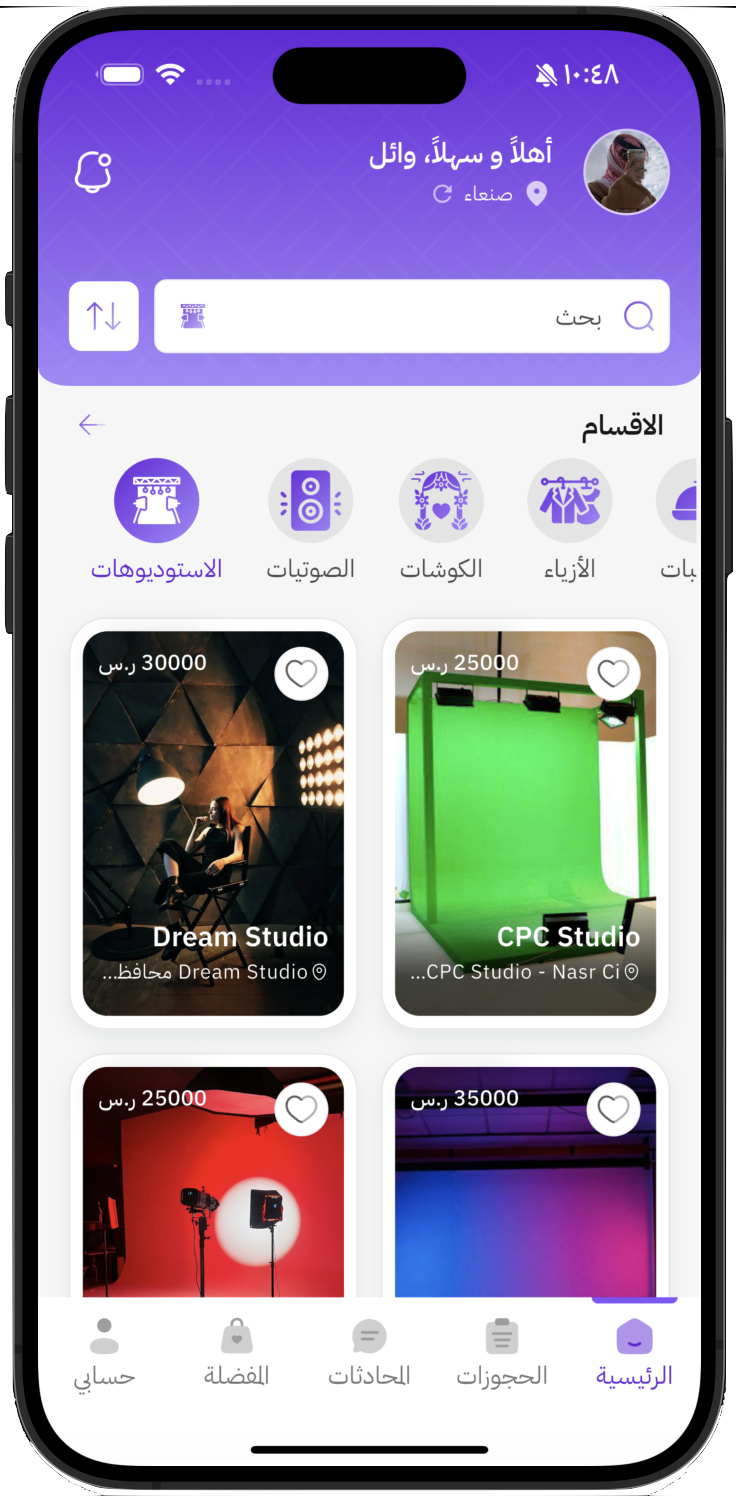 ١٠:٤٨
أهلاً و سهلاً، وائل
صنعاء
بحث
الاقسام
بات
الأزياء
الكوشات
الصوتيات
الاستوديوهات
25000 ر.س
30000 ر.س
CPC Studio
Dream Studio
CPC Studio - Nasr Ci...
Dream Studio محافظ...
35000 ر.س
25000 ر.س
الرئيسية
الحجوزات
المحادثات
المفضلة
حسابي